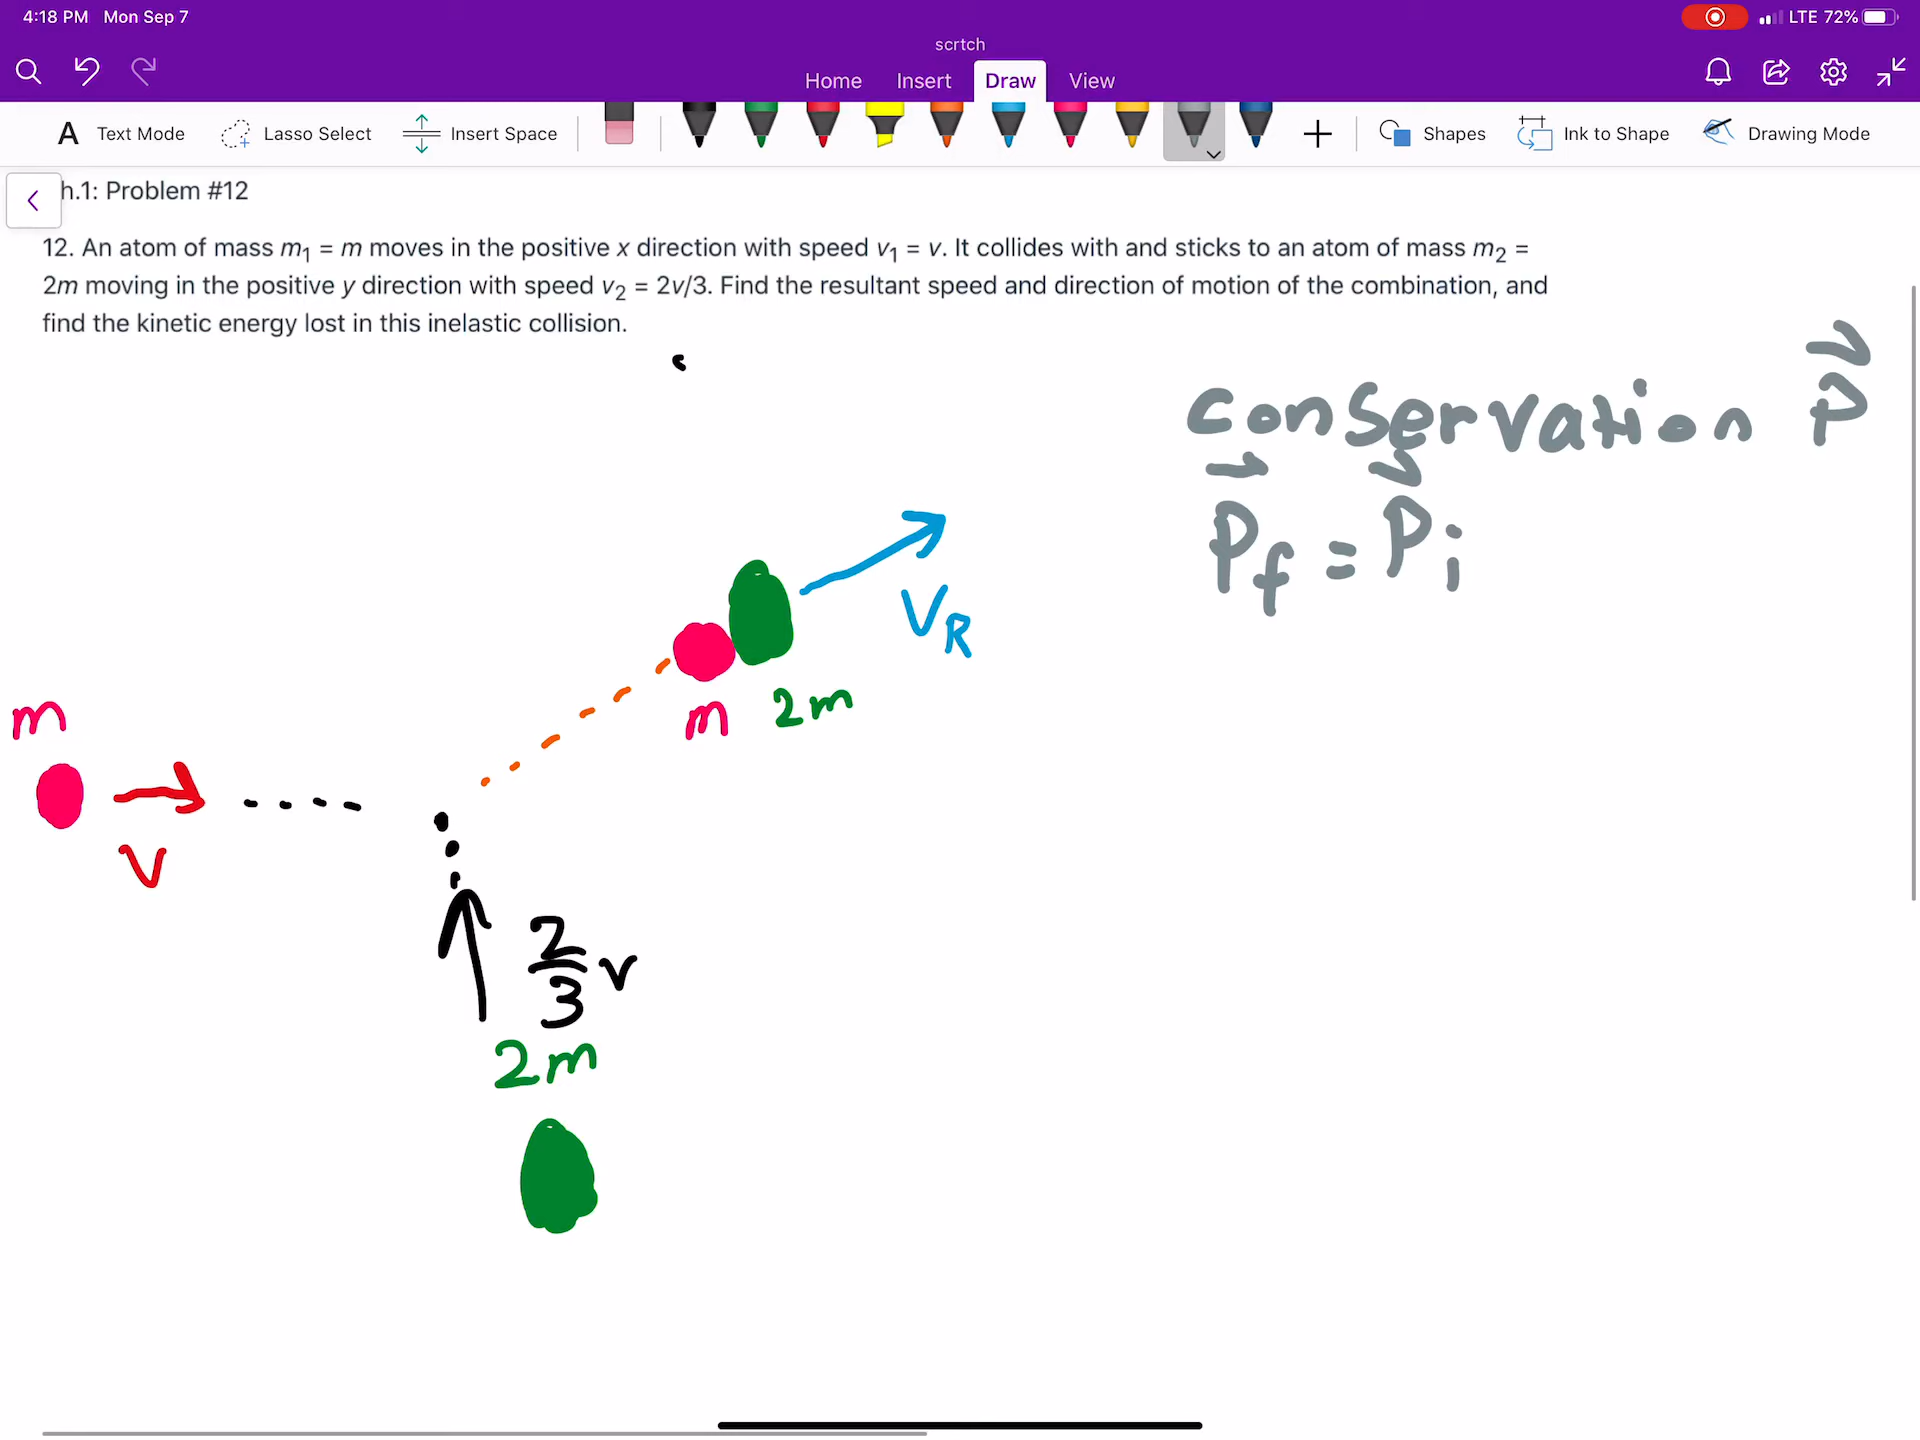 4:18 PM Mon Sep 7
LTE 72%
scrtch
Home Insert Draw View
A Text Mode Lasso Select Insert Space Shapes Ink to Shape Drawing Mode
h.1: Problem #12
12. An atom of mass m₁ = m moves in the positive x direction with speed v₁ = v. It collides with and sticks to an atom of mass m₂ =
2m moving in the positive y direction with speed v₂ = 2v/3. Find the resultant speed and direction of motion of the combination, and
find the kinetic energy lost in this inelastic collision.
conservation P
Pf = Pi
VR
m 2m
m
V
2/3 v
2m